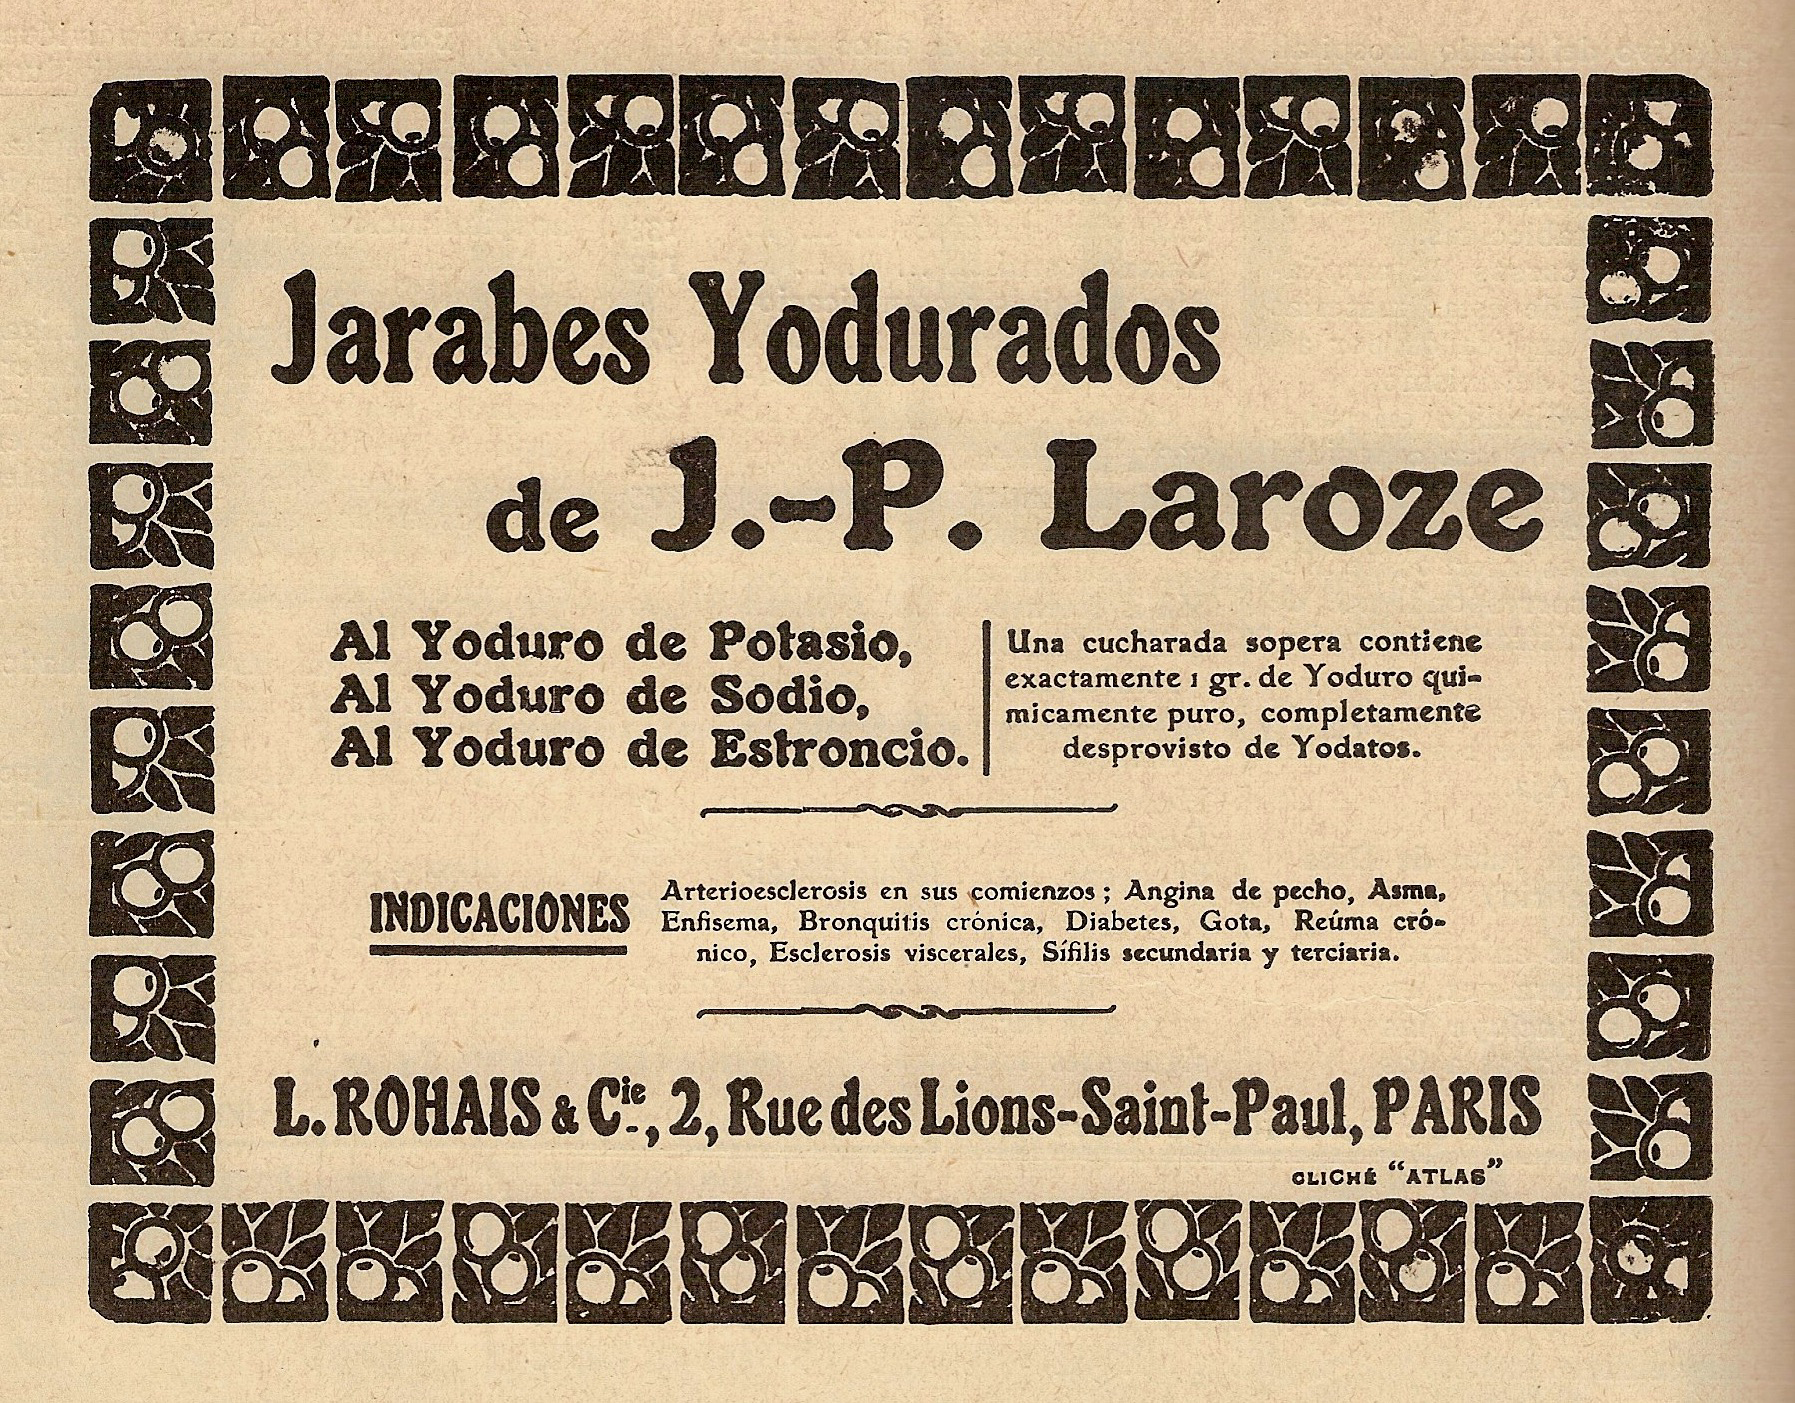 Jarabes Yodurados
de J.-P. Laroze
Al Yoduro de Potasio,
Al Yoduro de Sodio,
Al Yoduro de Estroncio.
Una cucharada sopera contiene
exactamente 1 gr. de Yoduro qui-
micamente puro, completamente
desprovisto de Yodatos.
INDICACIONES
Arterioesclerosis en sus comienzos; Angina de pecho, Asma,
Enfisema, Bronquitis crónica, Diabetes, Gota, Reúma cró-
nico, Esclerosis viscerales, Sífilis secundaria y terciaria.
L. ROHAIS & Cie., 2, Rue des Lions-Saint-Paul, PARIS
CLICHÉ "ATLAS"